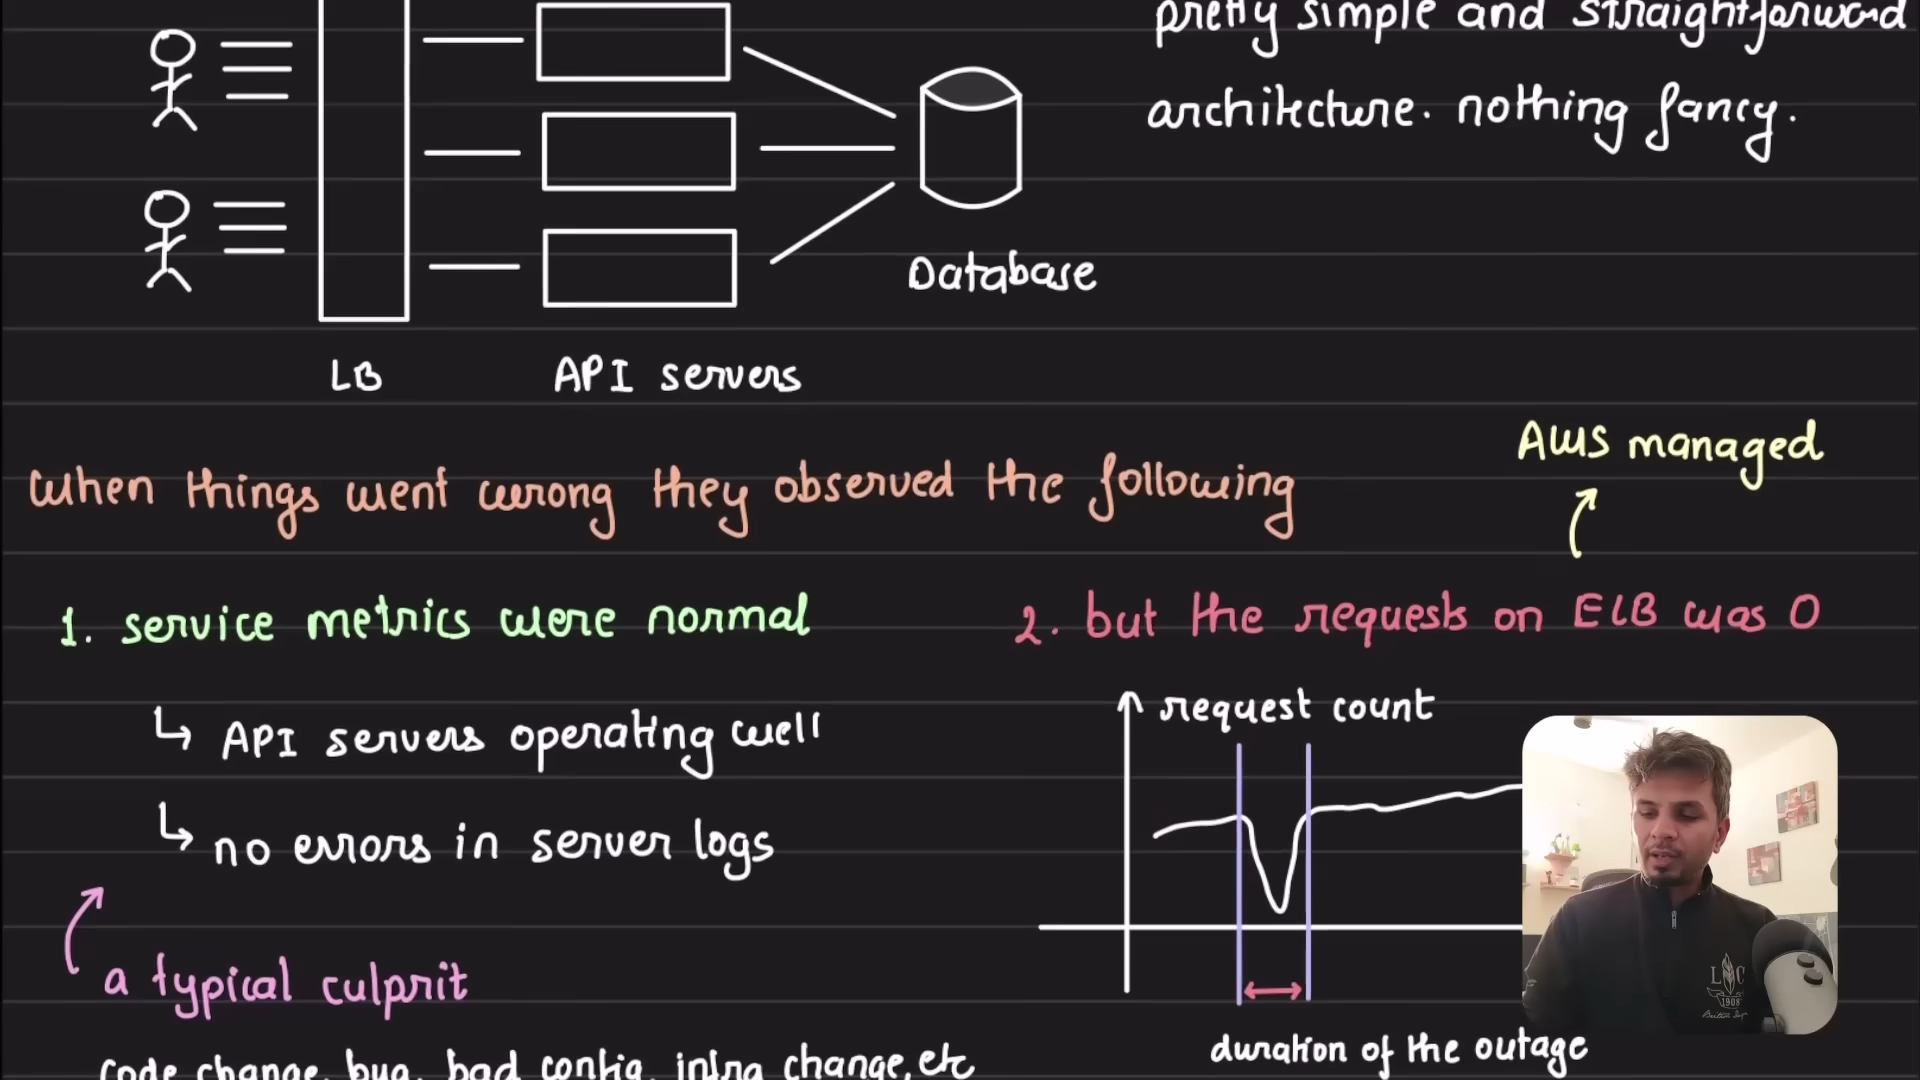 pretty simple and straightforward
architecture. nothing fancy.
Database
LB
API servers
AWS managed
when things went wrong they observed the following
1. service metrics were normal
2. but the requests on ELB was 0
↳ API servers operating well
request count
↳ no errors in server logs
a typical culprit
duration of the outage
code change, bug, bad config, infra change, etc
L C
1908